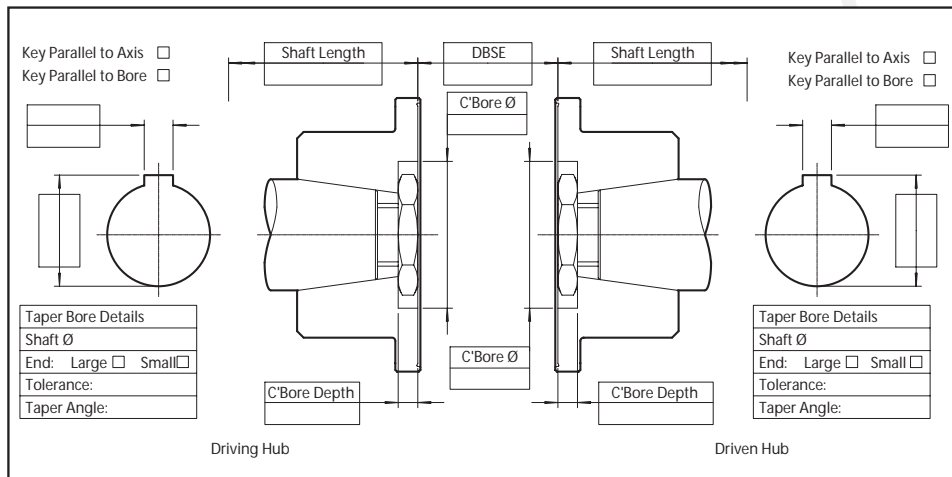 Key Parallel to Axis
Key Parallel to Bore
Shaft Length
DBSE
Shaft Length
Key Parallel to Axis
Key Parallel to Bore
C'Bore Ø
Taper Bore Details
Shaft Ø
End: Large Small
Tolerance:
Taper Angle:
C'Bore Ø
C'Bore Depth
C'Bore Depth
Taper Bore Details
Shaft Ø
End: Large Small
Tolerance:
Taper Angle:
Driving Hub
Driven Hub